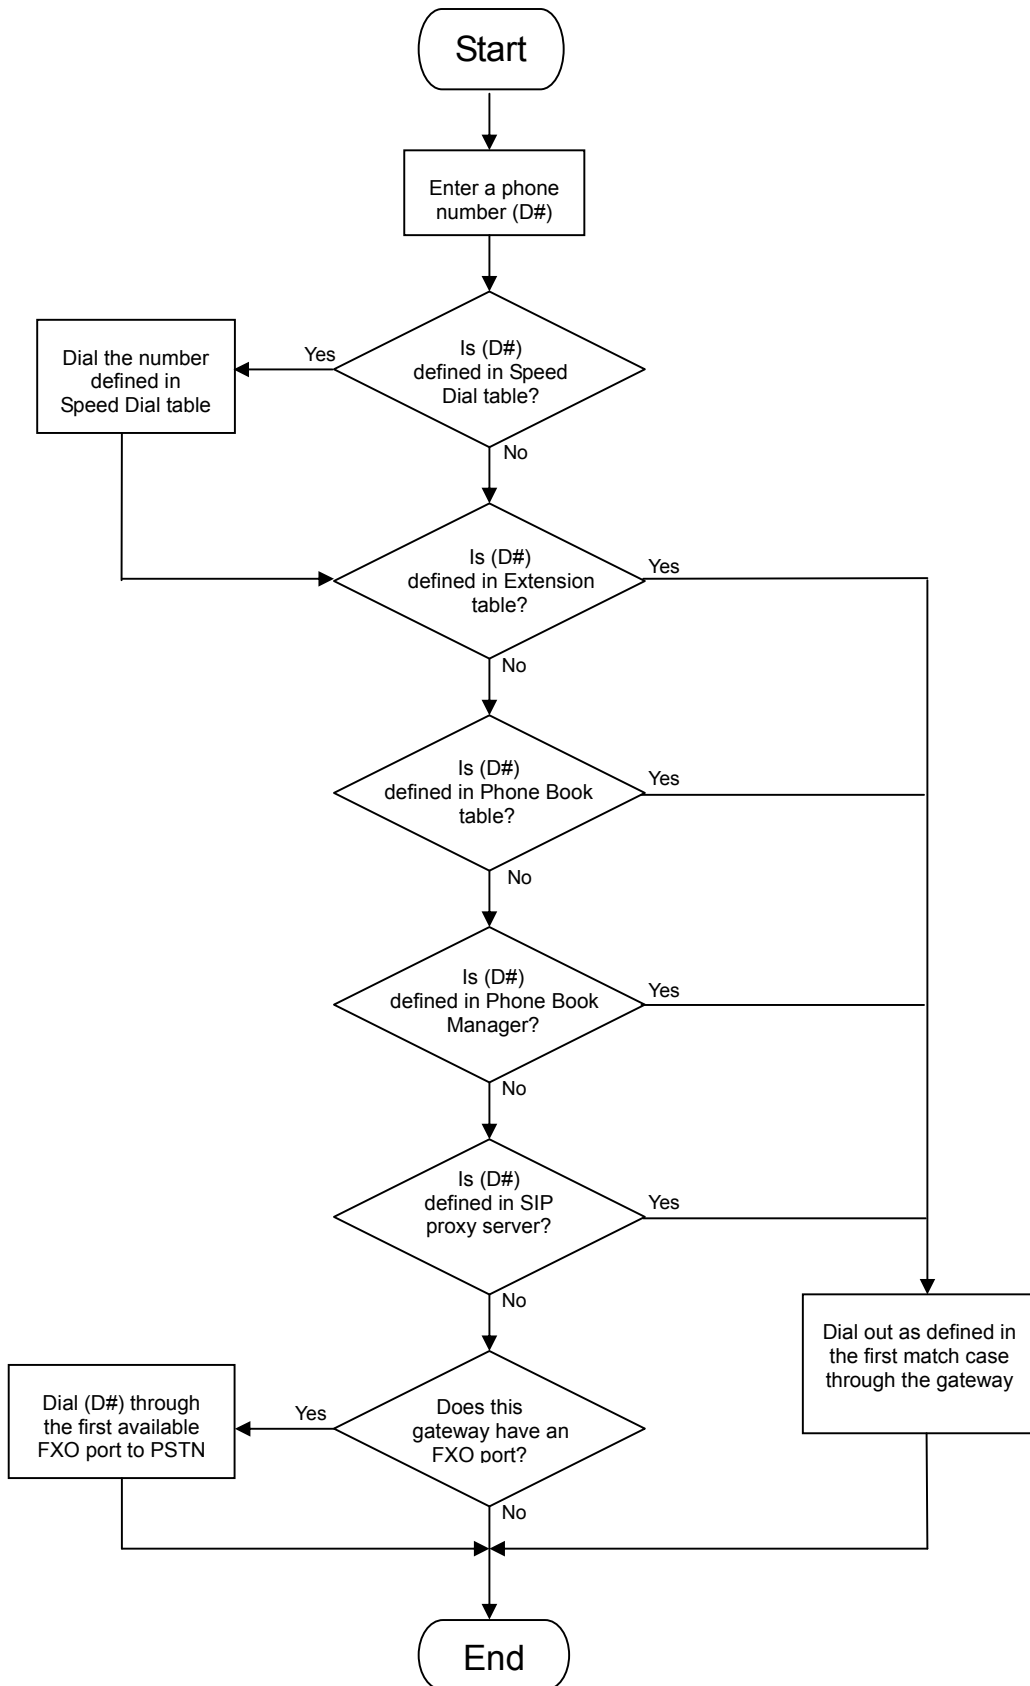 Start
Enter a phone
number (D#)
Is (D#)
defined in Speed
Dial table?
Yes
Dial the number
defined in
Speed Dial table
No
Is (D#)
defined in Extension
table?
Yes
No
Is (D#)
defined in Phone Book
table?
Yes
No
Is (D#)
defined in Phone Book
Manager?
Yes
No
Is (D#)
defined in SIP
proxy server?
Yes
No
Dial out as defined in
the first match case
through the gateway
Does this
gateway have an
FXO port?
Yes
Dial (D#) through
the first available
FXO port to PSTN
No
End